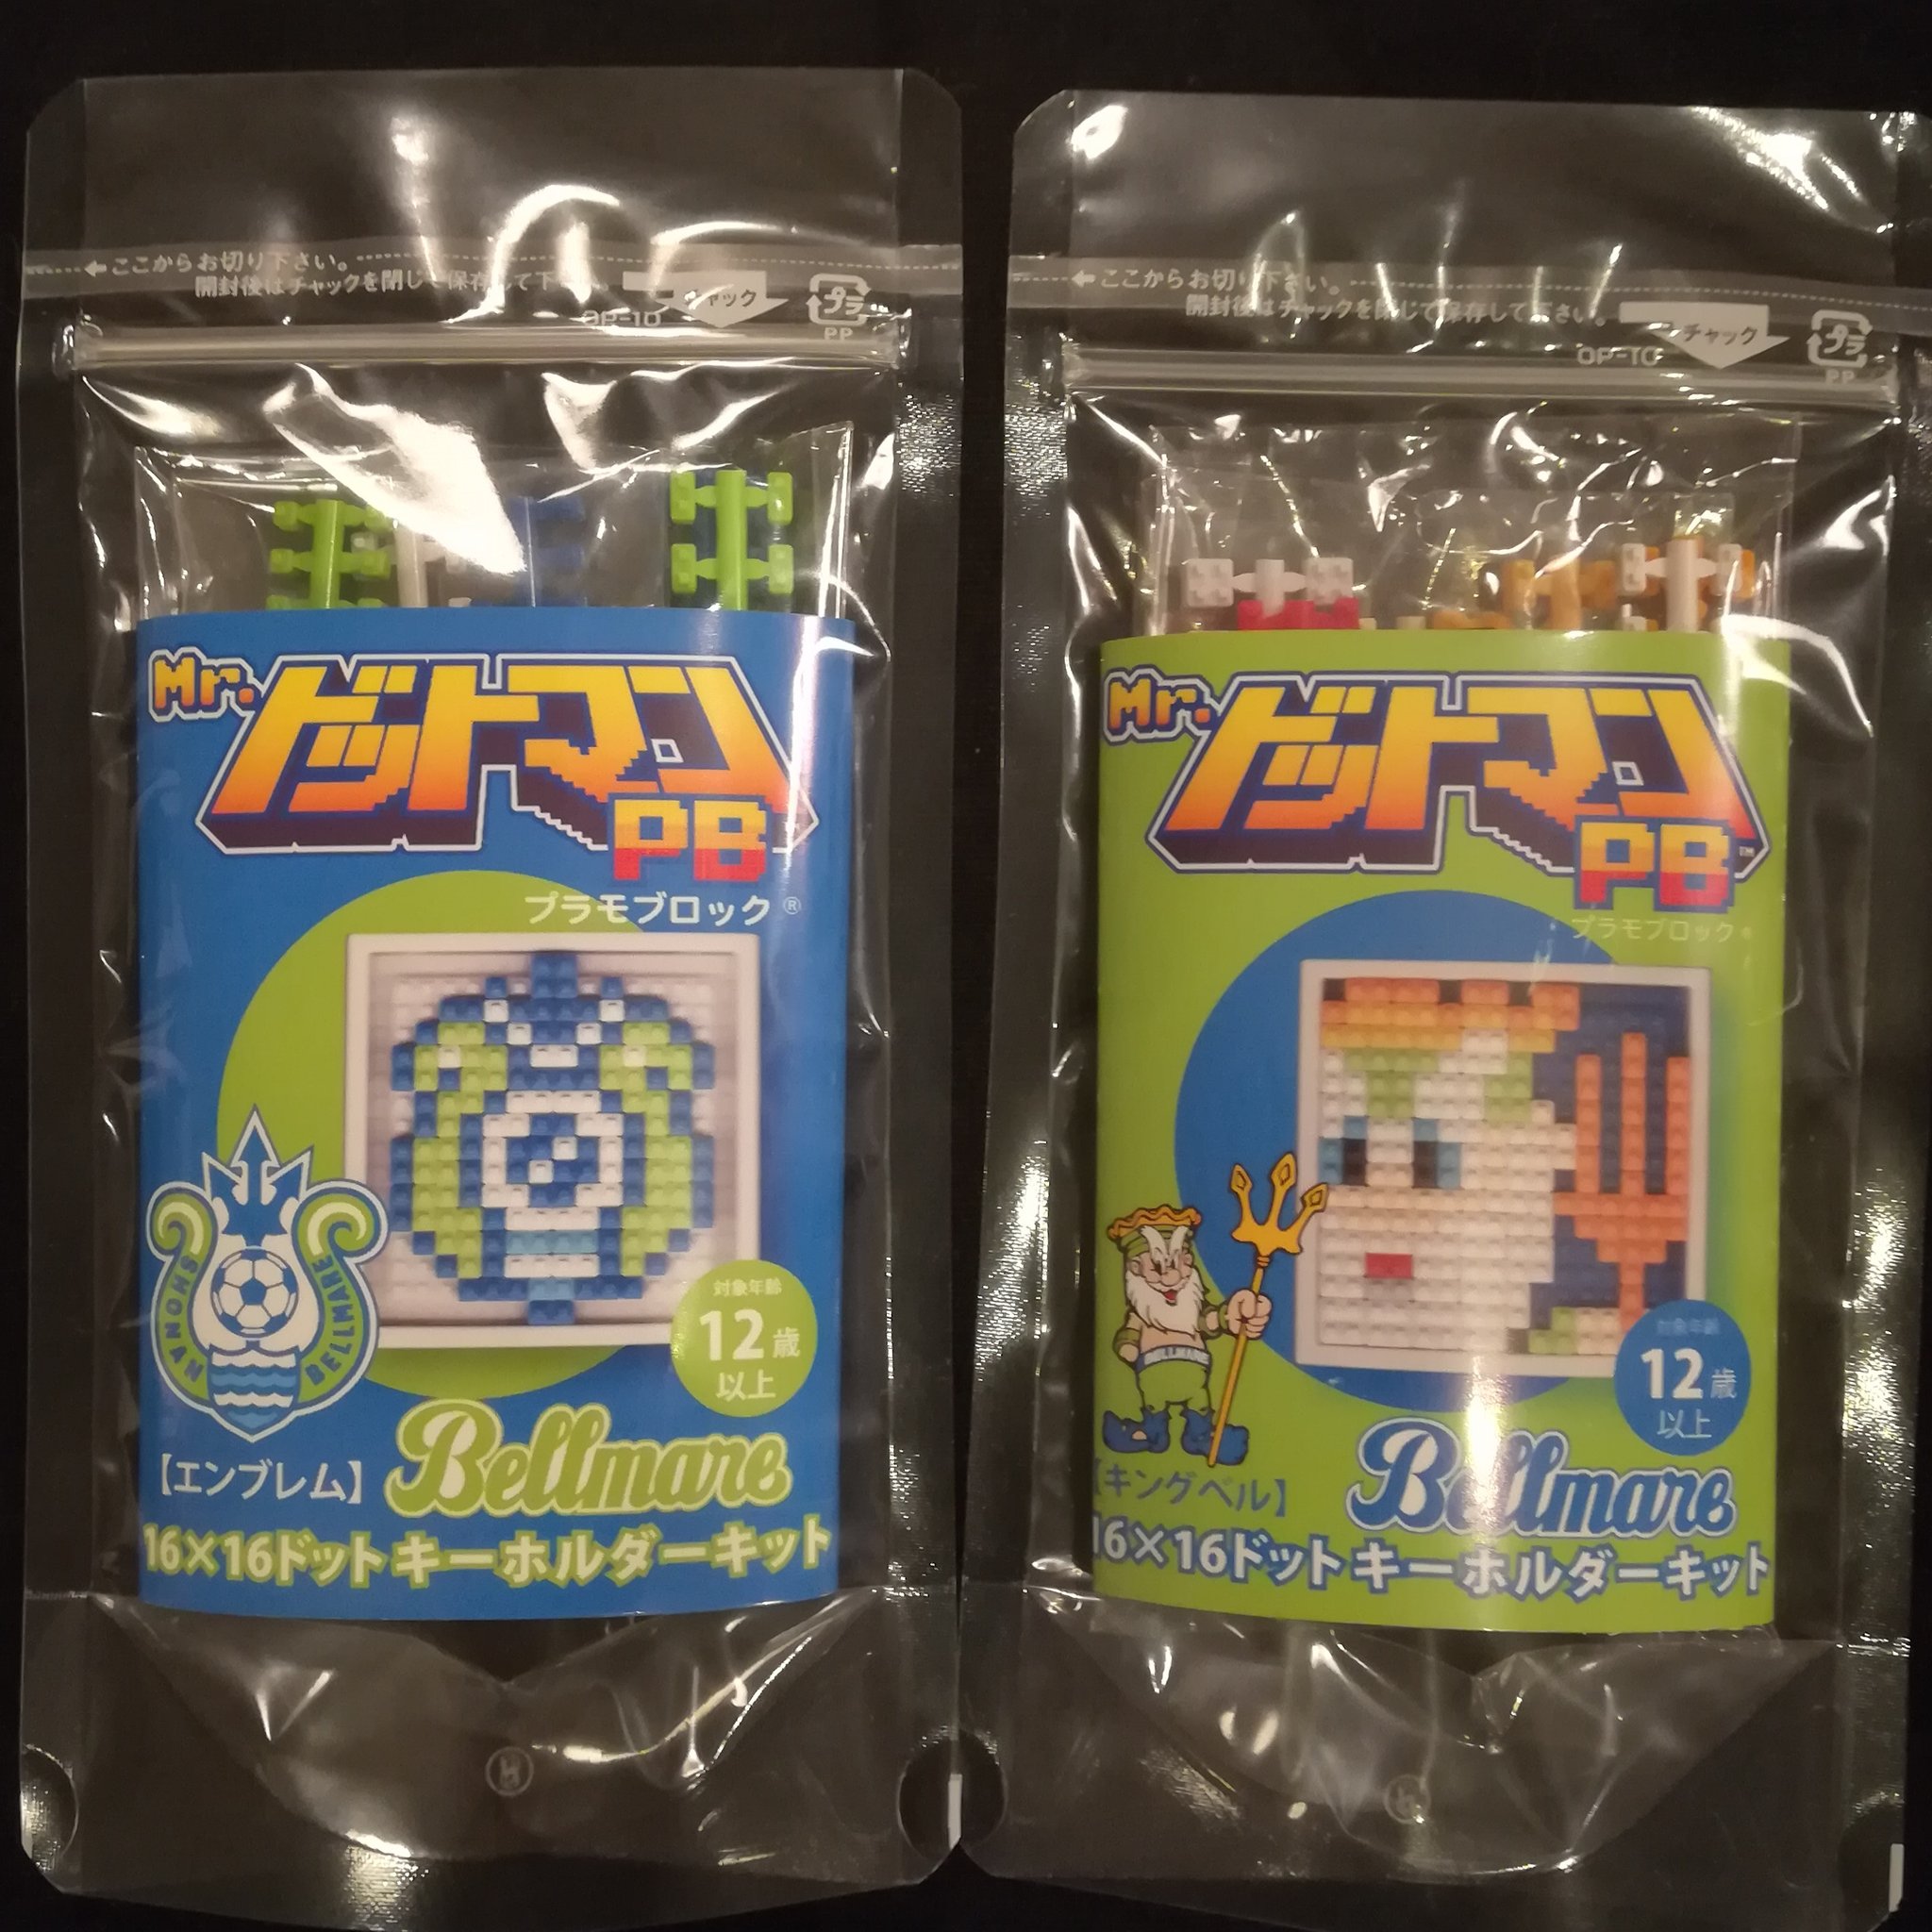 ここからお切り下さい。
開封後はチャックを閉じて保存して下さい。
チャック
OP-10
プラ
PP
Mr.
ドットマン
PB
プラモブロック®
SHONAN
BELLMARE
対象年齢
12歳
以上
【エンブレム】
Bellmare
16×16ドットキーホルダーキット
ここからお切り下さい。
開封後はチャックを閉じて保存して下さい。
チャック
OP-10
プラ
PP
Mr.
ドットマン
PB
TM
プラモブロック®
BELLMARE
対象年齢
12歳
以上
【キングベル】
Bellmare
16×16ドットキーホルダーキット